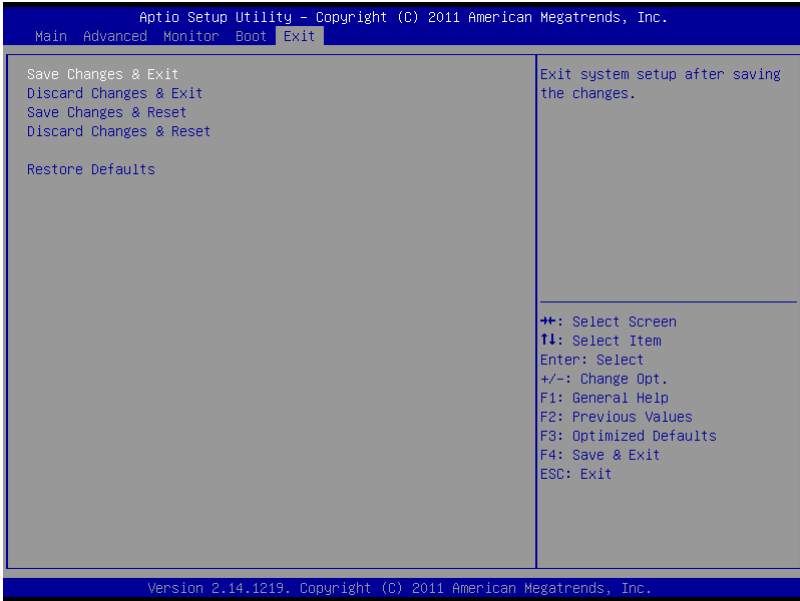 Aptio Setup Utility – Copyright (C) 2011 American Megatrends, Inc.
Main Advanced Monitor Boot Exit
Save Changes & Exit
Discard Changes & Exit
Save Changes & Reset
Discard Changes & Reset
Restore Defaults
Exit system setup after saving
the changes.
→←: Select Screen
↑↓: Select Item
Enter: Select
+/-: Change Opt.
F1: General Help
F2: Previous Values
F3: Optimized Defaults
F4: Save & Exit
ESC: Exit
Version 2.14.1219. Copyright (C) 2011 American Megatrends, Inc.